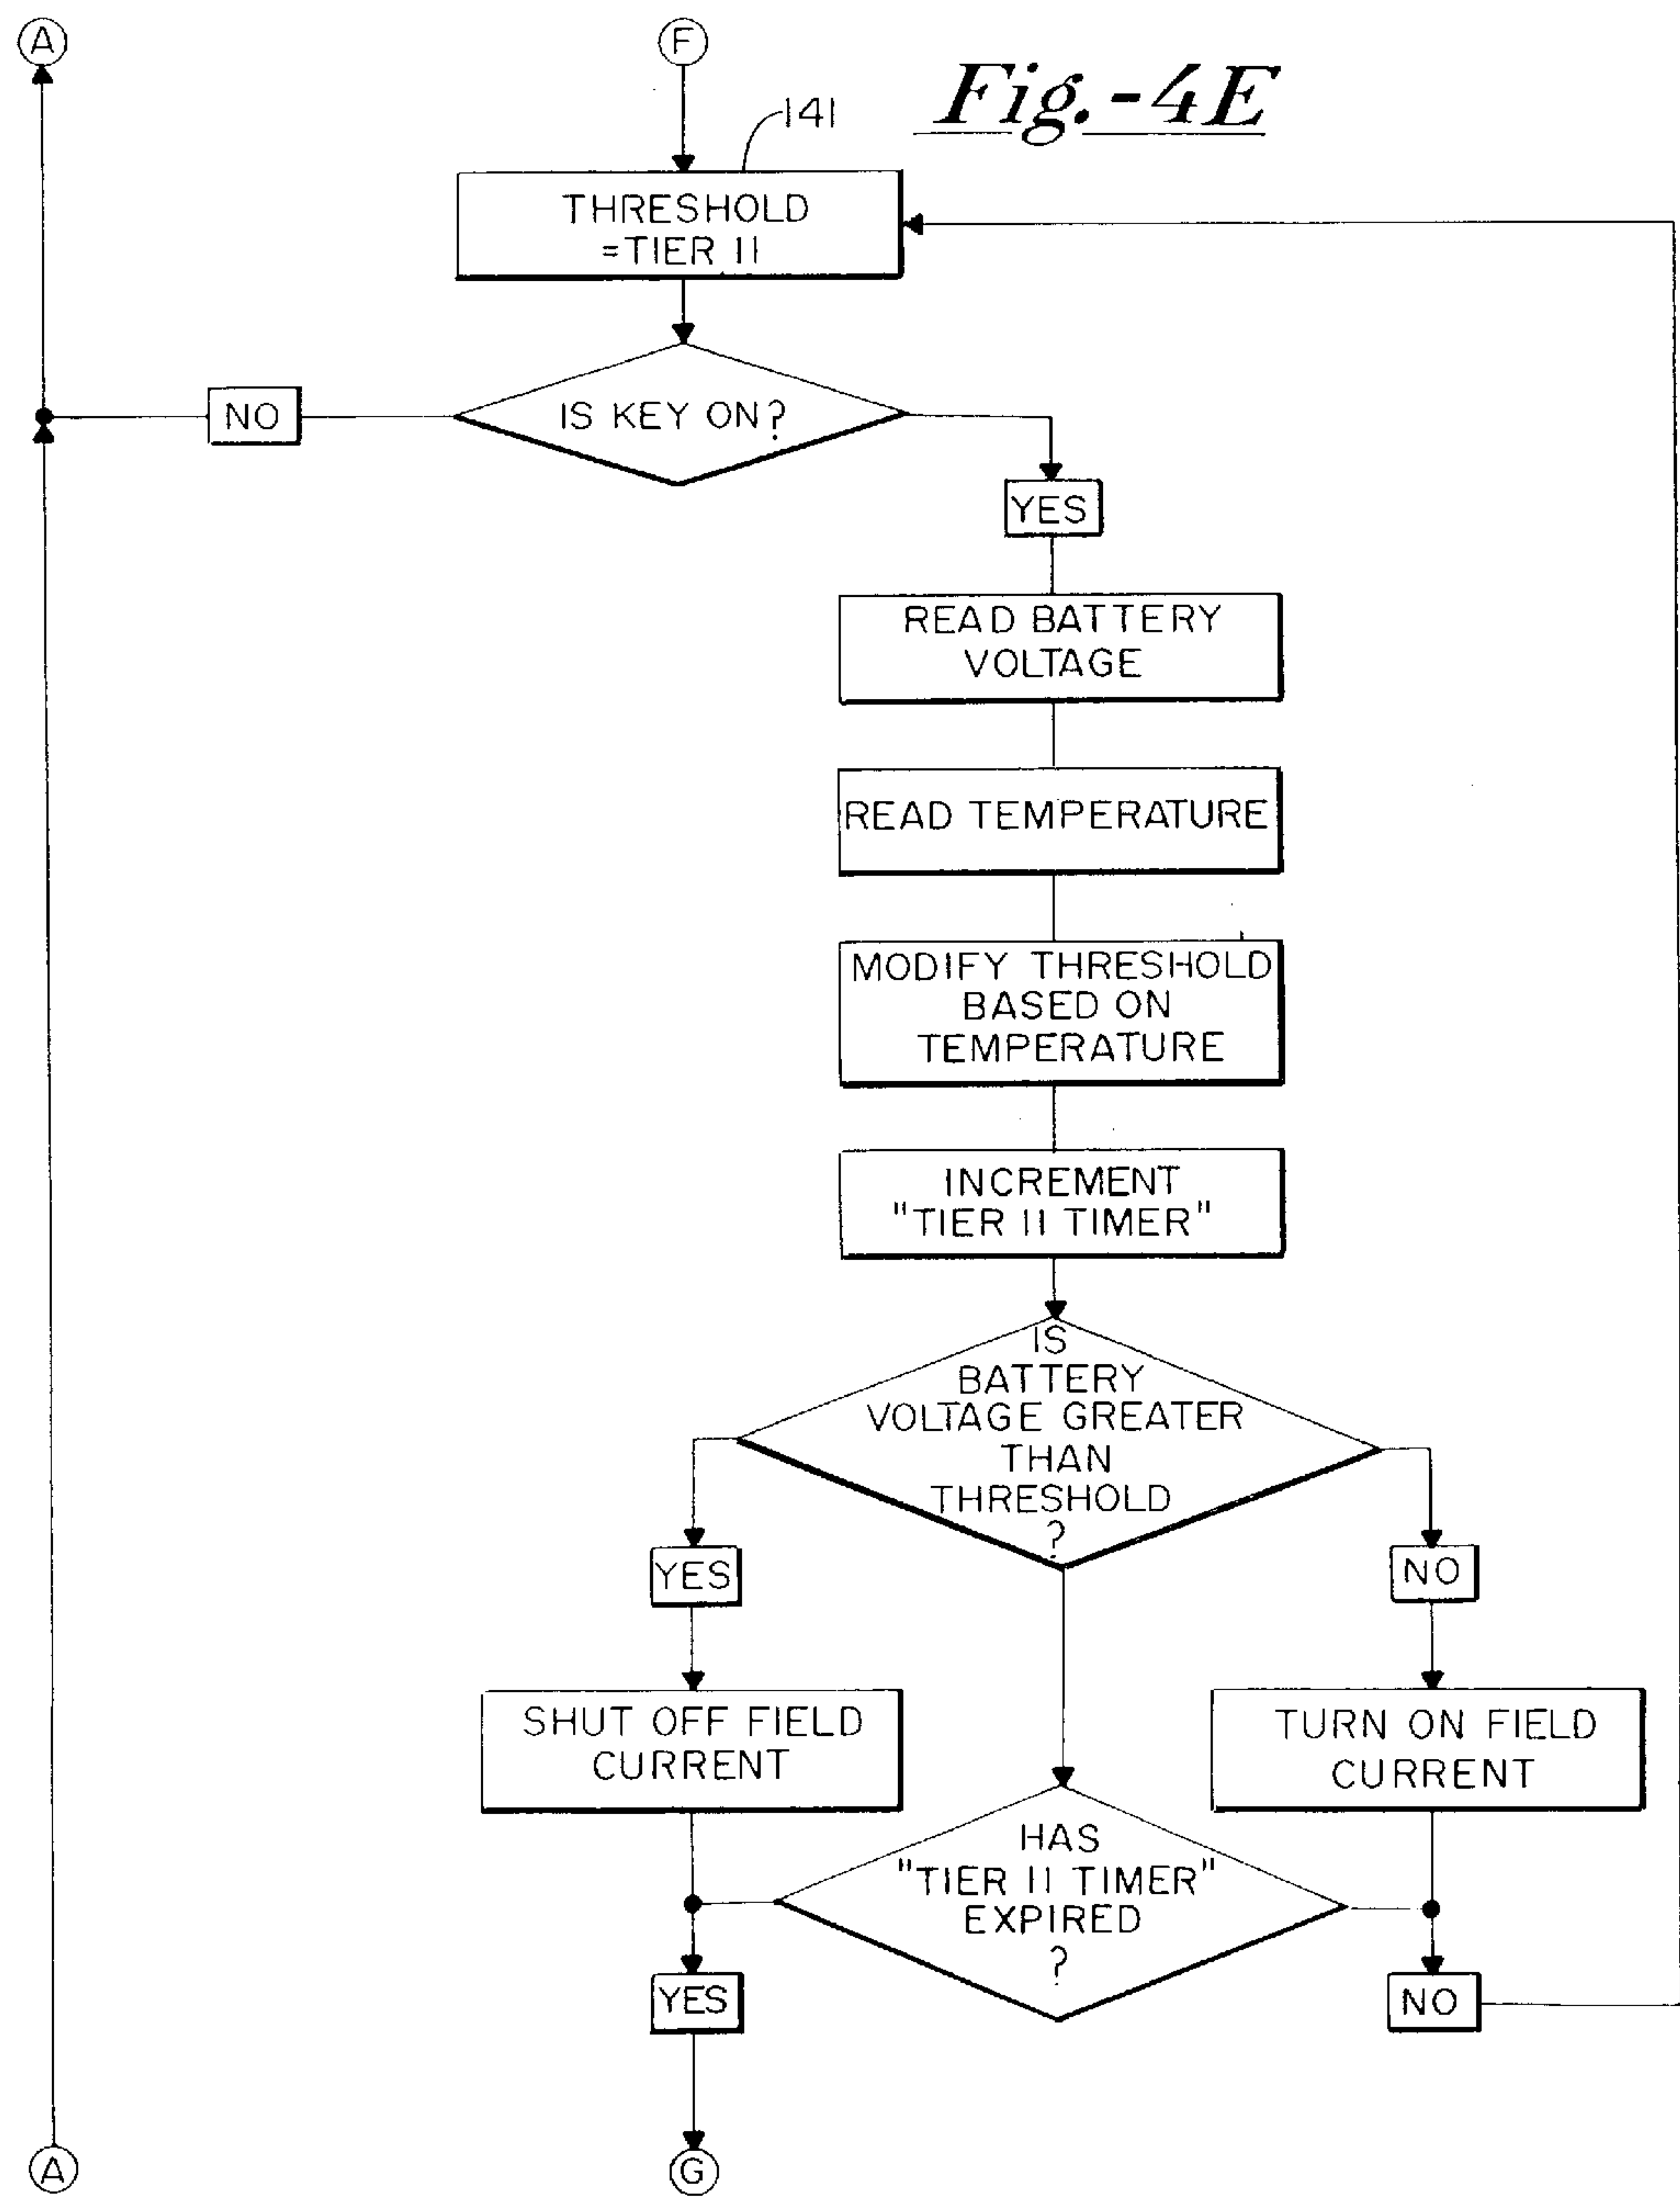 A
F
Fig.-4E
141
THRESHOLD
=TIER II
IS KEY ON?
NO
YES
READ BATTERY
VOLTAGE
READ TEMPERATURE
MODIFY THRESHOLD
BASED ON
TEMPERATURE
INCREMENT
"TIER II TIMER"
IS
BATTERY
VOLTAGE GREATER
THAN
THRESHOLD
?
YES
NO
SHUT OFF FIELD
CURRENT
TURN ON FIELD
CURRENT
HAS
"TIER II TIMER"
EXPIRED
?
YES
NO
A
G